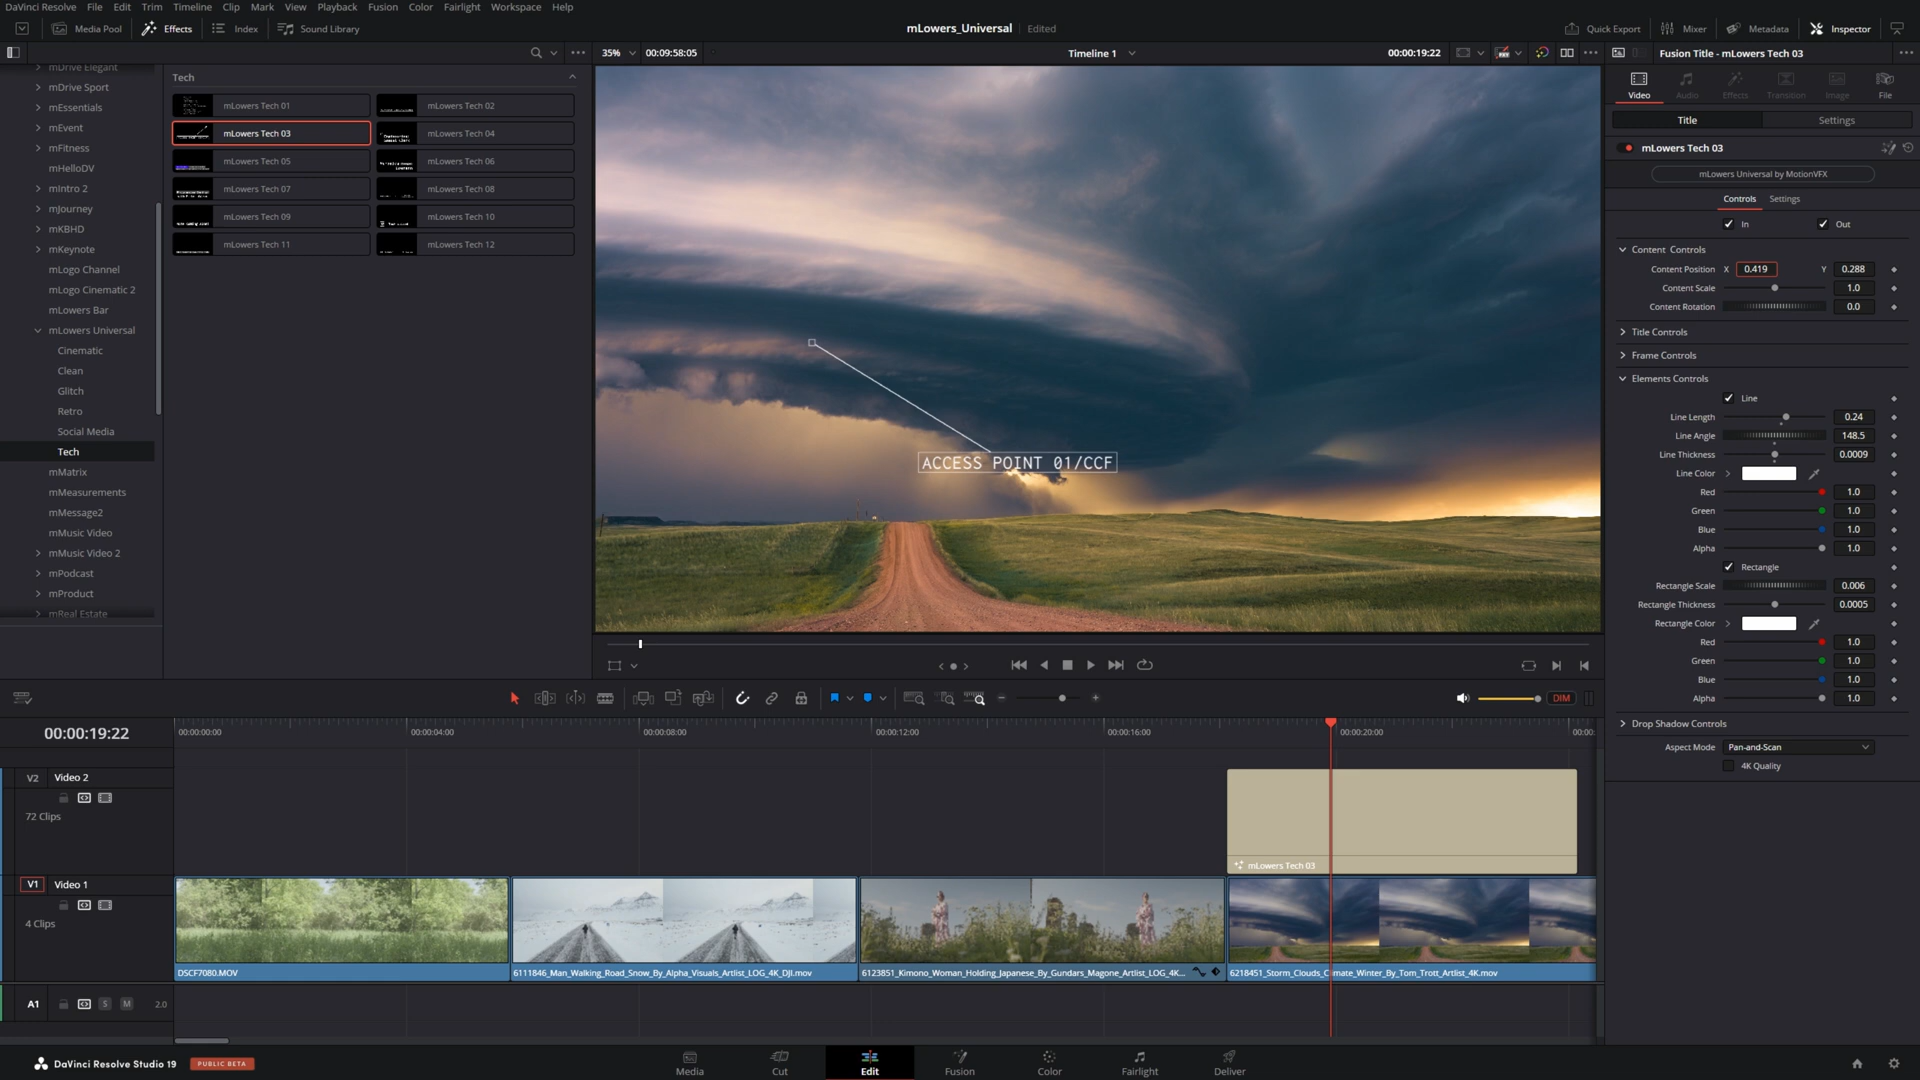 DaVinci Resolve File Edit Trim Timeline Clip Mark View Playback Fusion Color Fairlight Workspace Help
Media Pool Effects Index Sound Library
mLowers_Universal Edited
Quick Export Mixer Metadata Inspector
35% 00:09:58:05 Timeline 1 00:00:19:22
Fusion Title - mLowers Tech 03
mDrive Elegant
mDrive Sport
mEssentials
mEvent
mFitness
mHelloDV
mIntro 2
mJourney
mKBHD
mKeynote
mLogo Channel
mLogo Cinematic 2
mLowers Bar
mLowers Universal
Cinematic
Clean
Glitch
Retro
Social Media
Tech
mMatrix
mMeasurements
mMessage2
mMusic Video
mMusic Video 2
mPodcast
mProduct
mReal Estate
Tech
mLowers Tech 01 mLowers Tech 02
mLowers Tech 03 mLowers Tech 04
mLowers Tech 05 mLowers Tech 06
mLowers Tech 07 mLowers Tech 08
mLowers Tech 09 mLowers Tech 10
mLowers Tech 11 mLowers Tech 12
ACCESS POINT 01/CCF
Video Audio Effects Transition Image File
Title Settings
mLowers Tech 03
mLowers Universal by MotionVFX
Controls Settings
In Out
Content Controls
Content Position X 0.419 Y 0.288
Content Scale 1.0
Content Rotation 0.0
Title Controls
Frame Controls
Elements Controls
Line
Line Length 0.24
Line Angle 148.5
Line Thickness 0.0009
Line Color
Red 1.0
Green 1.0
Blue 1.0
Alpha 1.0
Rectangle
Rectangle Scale 0.006
Rectangle Thickness 0.0005
Rectangle Color
Red 1.0
Green 1.0
Blue 1.0
Alpha 1.0
Drop Shadow Controls
Aspect Mode Pan-and-Scan
4K Quality
DIM
00:00:19:22
00:00:00:00 00:00:04:00 00:00:08:00 00:00:12:00 00:00:16:00 00:00:20:00 00:00:
V2 Video 2
72 Clips
mLowers Tech 03
V1 Video 1
4 Clips
DSCF7080.MOV
6111846_Man_Walking_Road_Snow_By_Alpha_Visuals_Artlist_LOG_4K_DJI.mov
6123851_Kimono_Woman_Holding_Japanese_By_Gundars_Magone_Artlist_LOG_4K...
6218451_Storm_Clouds_Climate_Winter_By_Tom_Trott_Artlist_4K.mov
A1 S M 2.0
DaVinci Resolve Studio 19 PUBLIC BETA
Media Cut Edit Fusion Color Fairlight Deliver